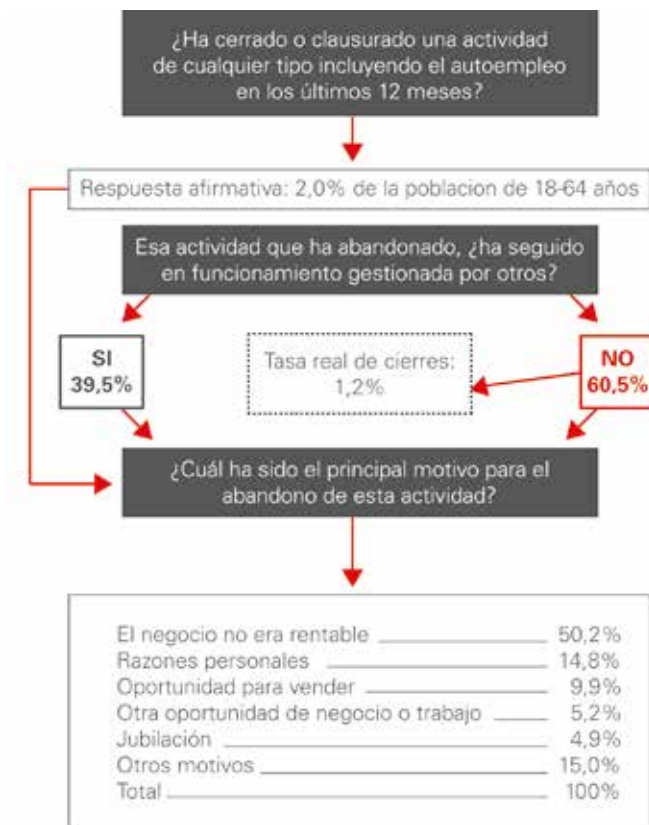 ¿Ha cerrado o clausurado una actividad
de cualquier tipo incluyendo el autoempleo
en los últimos 12 meses?
Respuesta afirmativa: 2,0% de la poblacion de 18-64 años
Esa actividad que ha abandonado, ¿ha seguido
en funcionamiento gestionada por otros?
SI
39,5%
Tasa real de cierres:
1,2%
NO
60,5%
¿Cuál ha sido el principal motivo para el
abandono de esta actividad?
El negocio no era rentable 50,2%
Razones personales 14,8%
Oportunidad para vender 9,9%
Otra oportunidad de negocio o trabajo 5,2%
Jubilación 4,9%
Otros motivos 15,0%
Total 100%